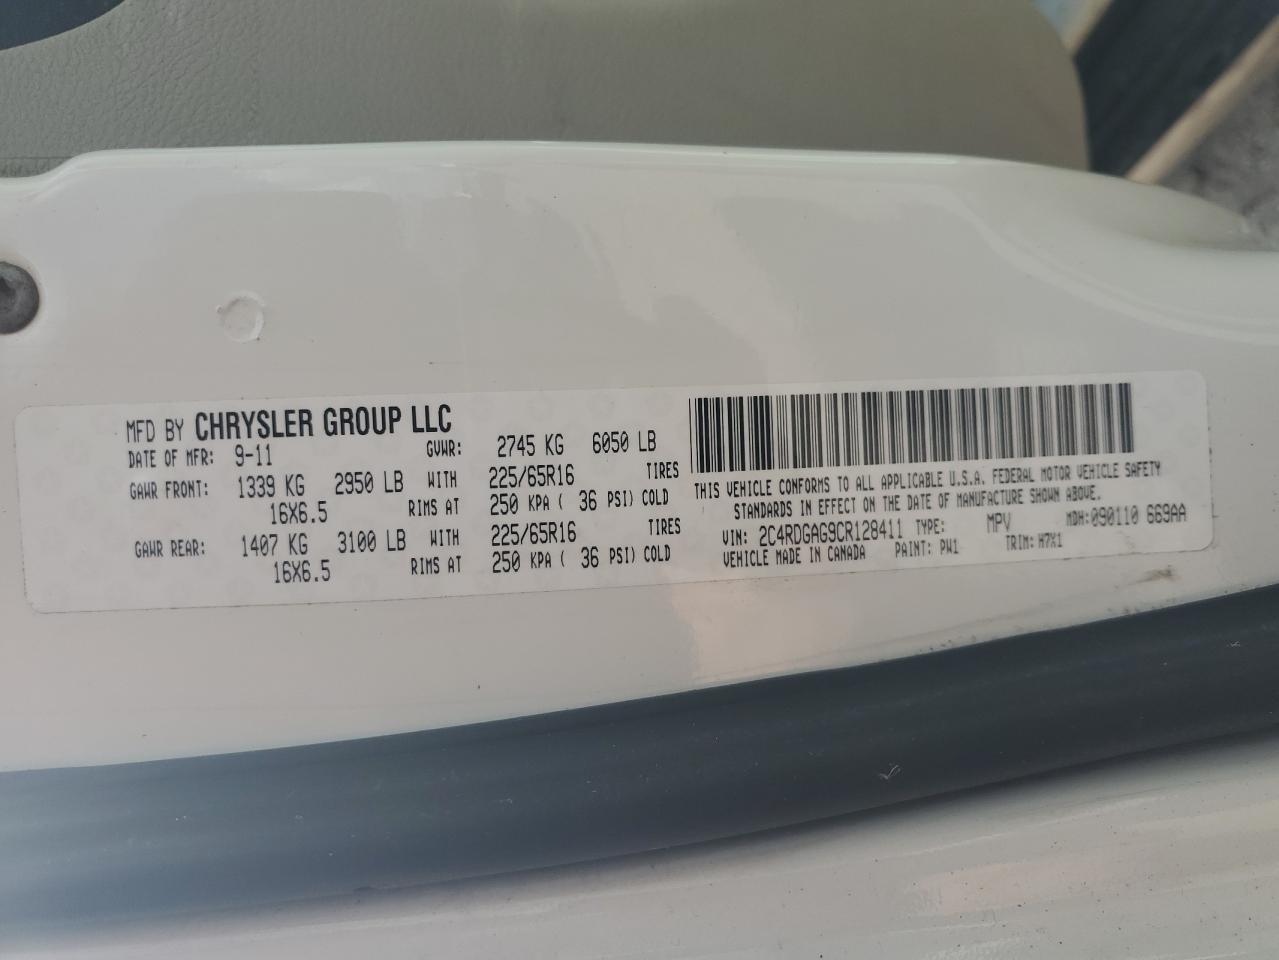 MFD BY CHRYSLER GROUP LLC
DATE OF MFR: 9-11 GVWR: 2745 KG 6050 LB
GAWR FRONT: 1339 KG 2950 LB WITH 225/65R16 TIRES
16X6.5 RIMS AT 250 KPA ( 36 PSI) COLD
GAWR REAR: 1407 KG 3100 LB WITH 225/65R16 TIRES
16X6.5 RIMS AT 250 KPA ( 36 PSI) COLD
THIS VEHICLE CONFORMS TO ALL APPLICABLE U.S.A. FEDERAL MOTOR VEHICLE SAFETY
STANDARDS IN EFFECT ON THE DATE OF MANUFACTURE SHOWN ABOVE.
VIN: 2C4RDGAG9CR128411 TYPE: MPV MDH:090110 669AA
VEHICLE MADE IN CANADA PAINT: PW1 TRIM: H7X1